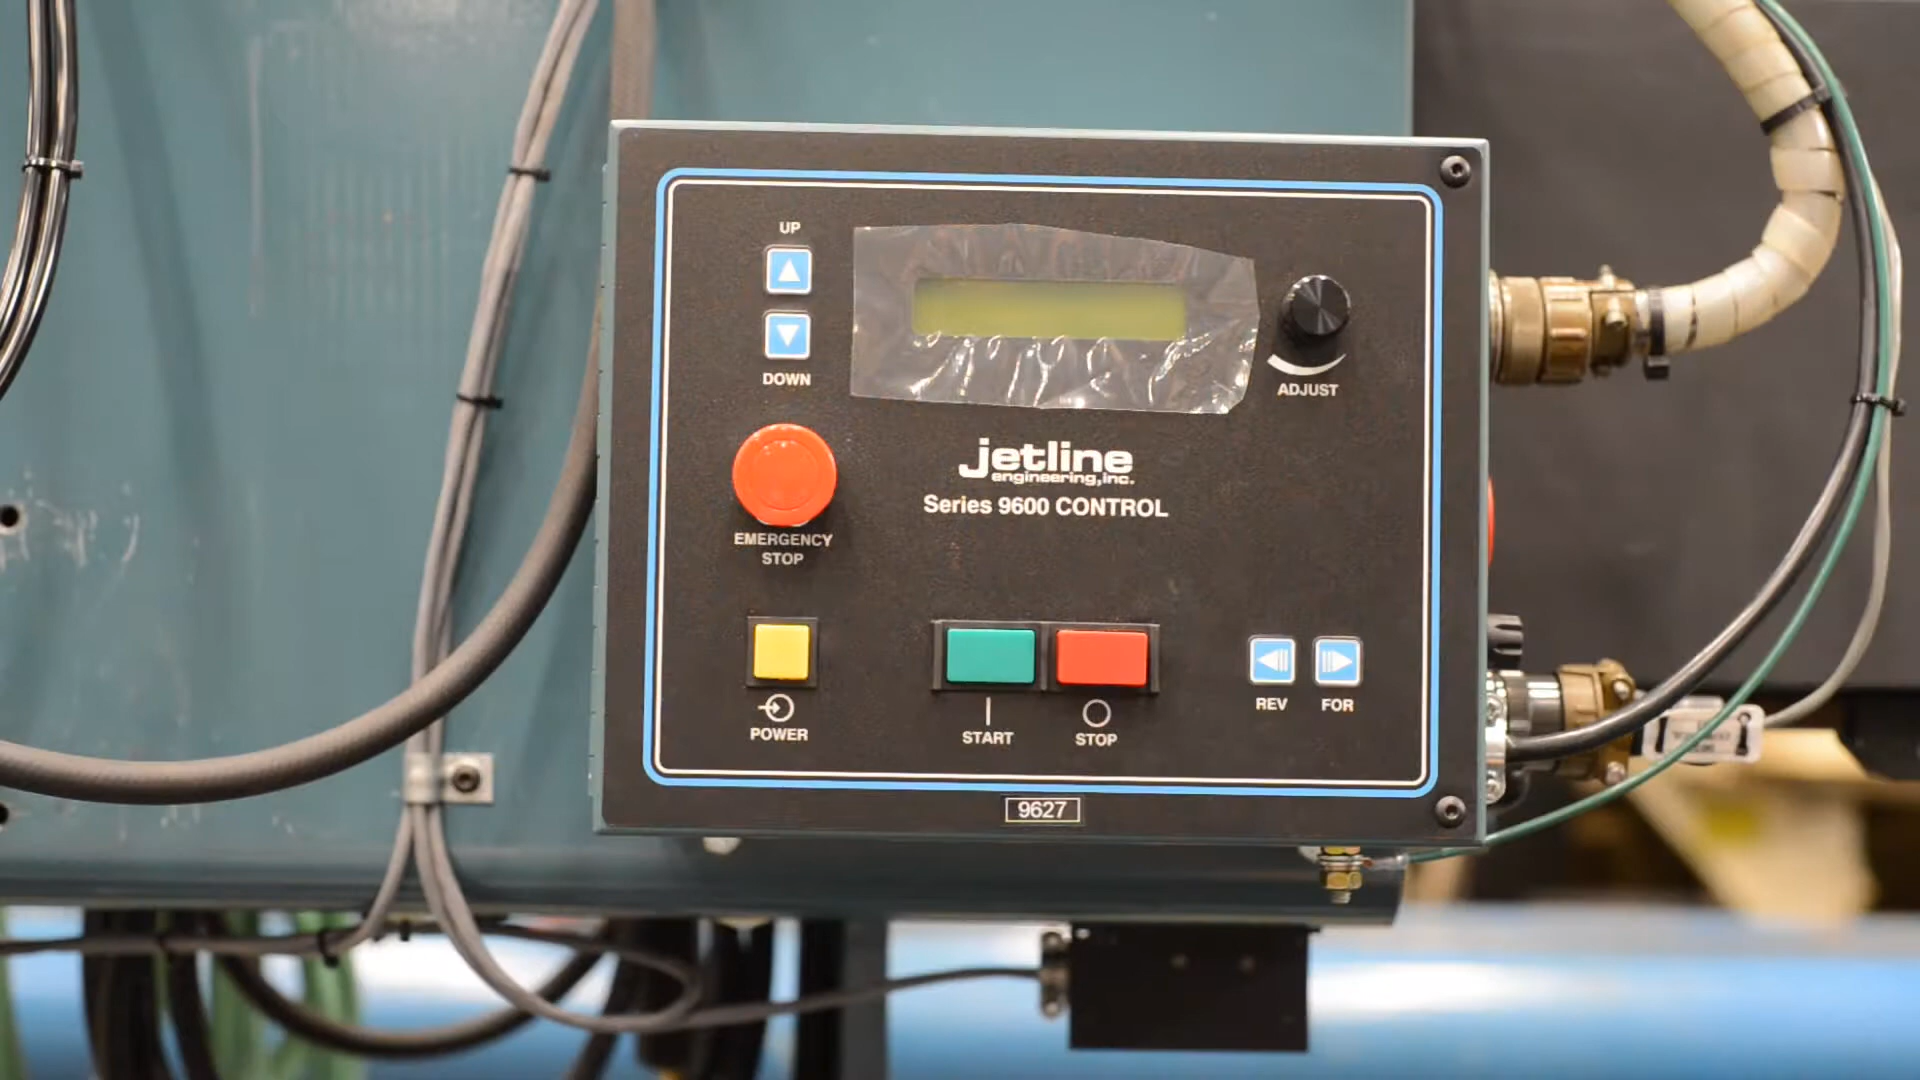 UP
DOWN
ADJUST
jetline
engineering,inc.
Series 9600 CONTROL
EMERGENCY
STOP
POWER
START
STOP
REV
FOR
9627